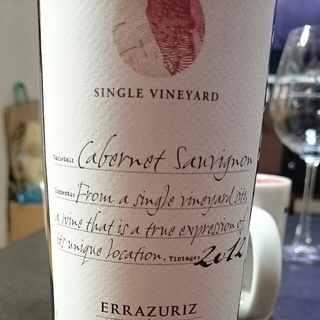 SINGLE VINEYARD
Varietal: Cabernet Sauvignon
Comments: From a single vineyard site,
a wine that is a true expression of
its unique location. Vintage: 2012
ERRAZURIZ